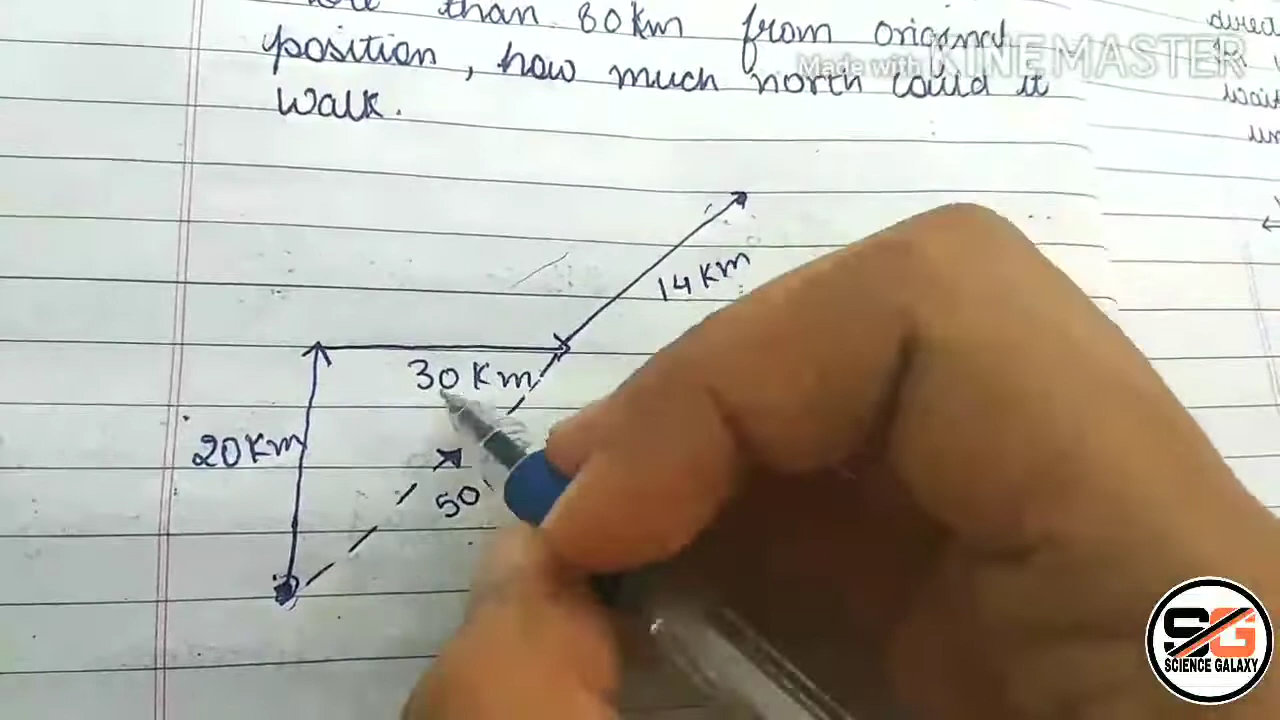 than 80 Km from original
position, how much north could it
walk.
Made with KINEMASTER
14 Km
30 Km
20 Km
50
SG
SCIENCE GALAXY